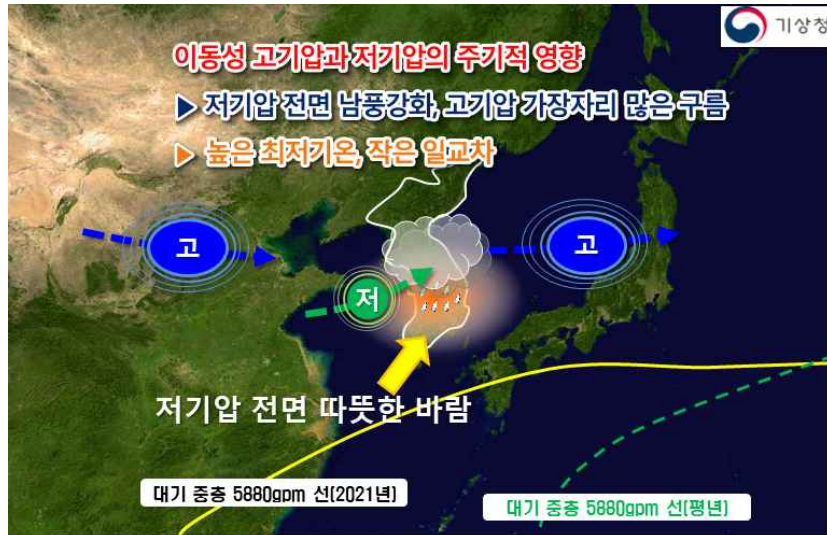 기상청
이동성 고기압과 저기압의 주기적 영향
▶ 저기압 전면 남풍강화, 고기압 가장자리 많은 구름
▶ 높은 최저기온, 작은 일교차
고
고
저
저기압 전면 따뜻한 바람
대기 중층 5880gpm 선(2021년)
대기 중층 5880gpm 선(평년)